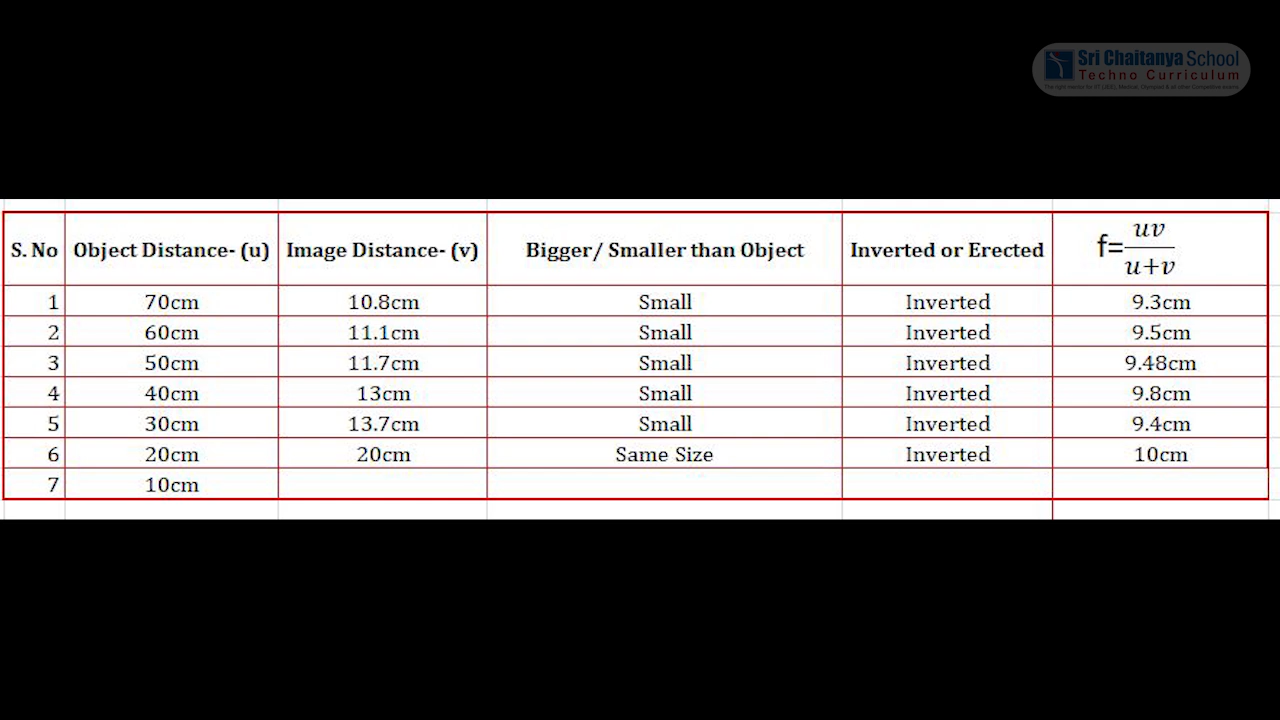 Sri Chaitanya School
Techno Curriculum
S. No Object Distance- (u) Image Distance- (v) Bigger/ Smaller than Object Inverted or Erected f= uv / u+v
1 70cm 10.8cm Small Inverted 9.3cm
2 60cm 11.1cm Small Inverted 9.5cm
3 50cm 11.7cm Small Inverted 9.48cm
4 40cm 13cm Small Inverted 9.8cm
5 30cm 13.7cm Small Inverted 9.4cm
6 20cm 20cm Same Size Inverted 10cm
7 10cm